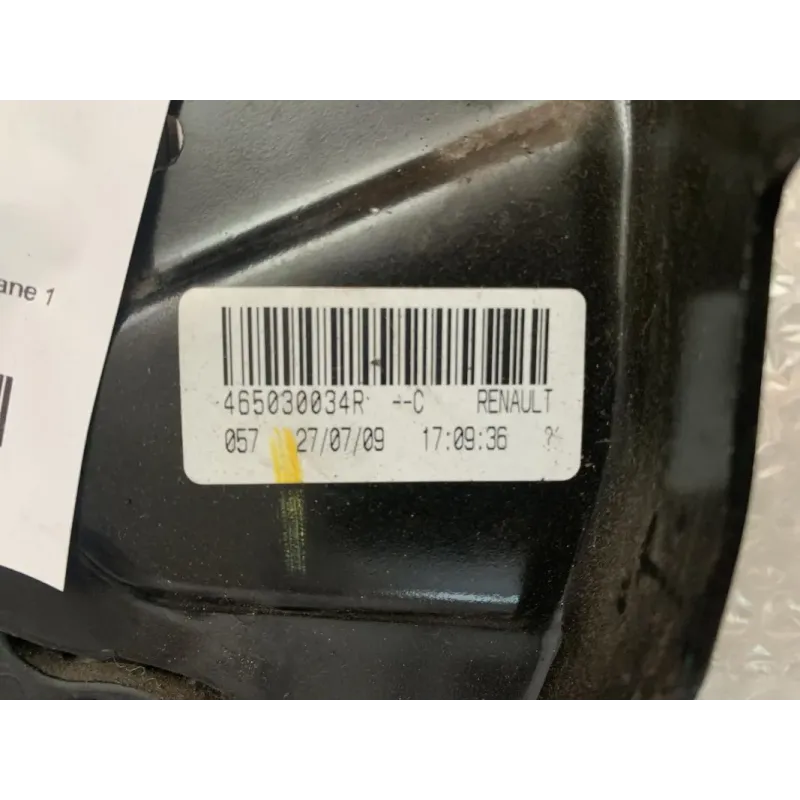 ane 1
465030034R --C RENAULT
057 27/07/09 17:09:36